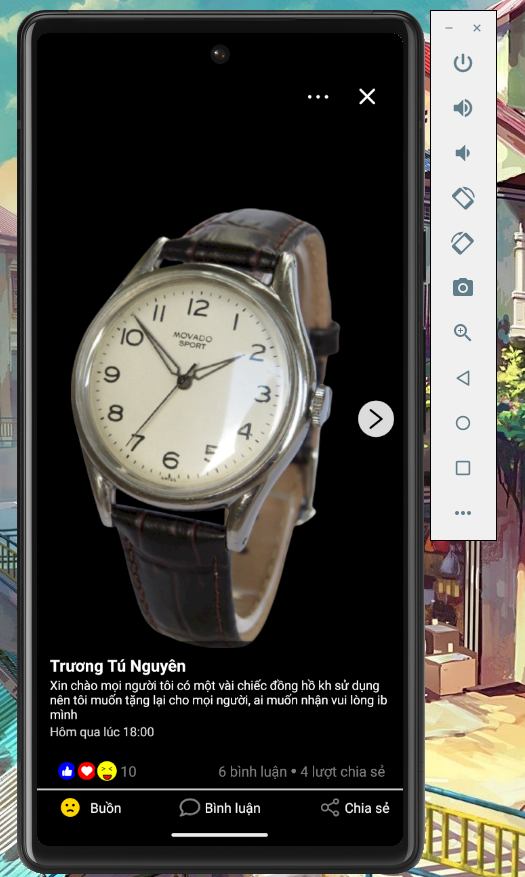 12
11
1
10
MOVADO
SPORT
2
9
3
8
4
7
5
6
Trương Tú Nguyên
Xin chào mọi người tôi có một vài chiếc đồng hồ kh sử dụng
nên tôi muốn tặng lại cho mọi người, ai muốn nhận vui lòng ib
mình
Hôm qua lúc 18:00
10
6 bình luận • 4 lượt chia sẻ
Buồn
Bình luận
Chia sẻ